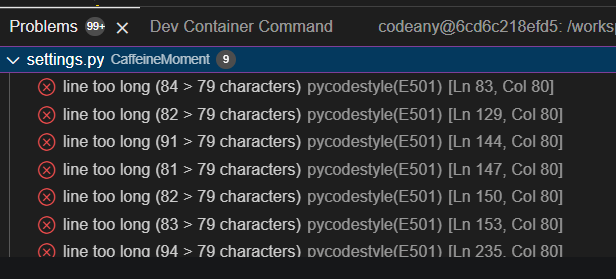 Problems 99+ × Dev Container Command codeany@6cd6c218efd5: /works
settings.py CaffeineMoment 9
line too long (84 > 79 characters) pycodestyle(E501) [Ln 83, Col 80]
line too long (82 > 79 characters) pycodestyle(E501) [Ln 129, Col 80]
line too long (91 > 79 characters) pycodestyle(E501) [Ln 144, Col 80]
line too long (81 > 79 characters) pycodestyle(E501) [Ln 147, Col 80]
line too long (82 > 79 characters) pycodestyle(E501) [Ln 150, Col 80]
line too long (83 > 79 characters) pycodestyle(E501) [Ln 153, Col 80]
line too long (94 > 79 characters) pycodestyle(E501) [Ln 235, Col 80]